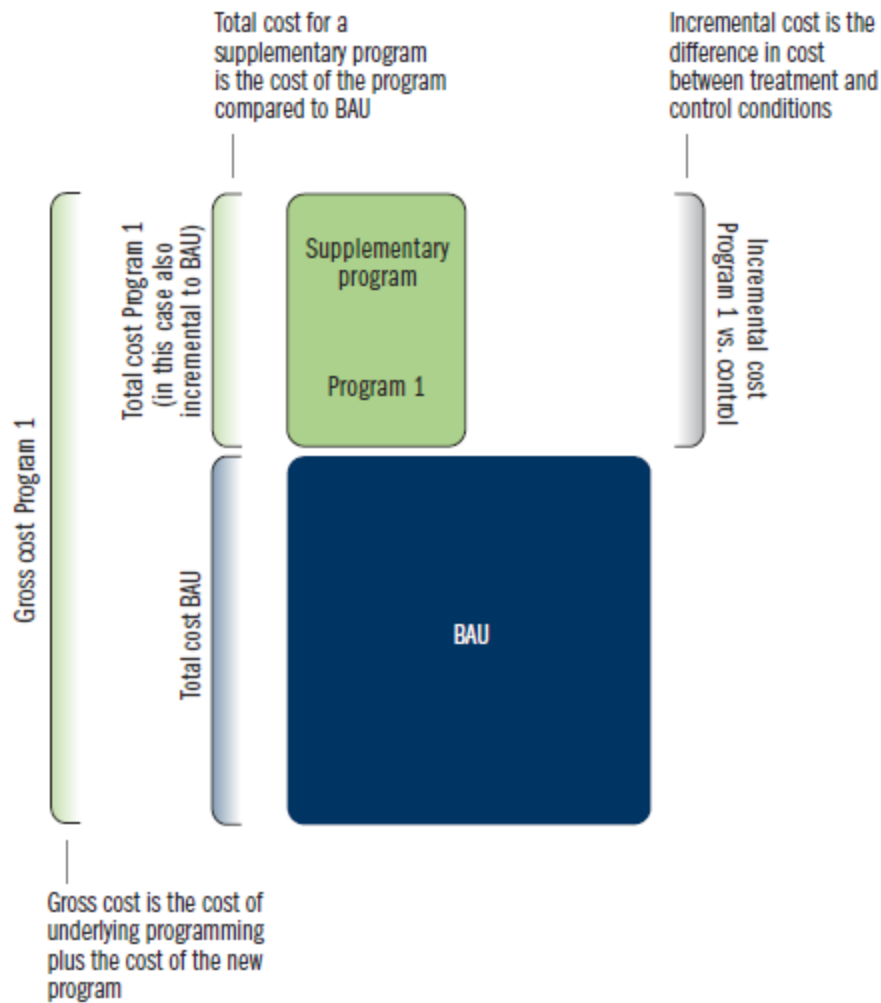 Total cost for a
supplementary program
is the cost of the program
compared to BAU
Incremental cost is the
difference in cost
between treatment and
control conditions
Gross cost Program 1
Total cost Program 1
(in this case also
incremental to BAU)
Supplementary
program
Program 1
Incremental cost
Program 1 vs. control
Total cost BAU
BAU
Gross cost is the cost of
underlying programming
plus the cost of the new
program